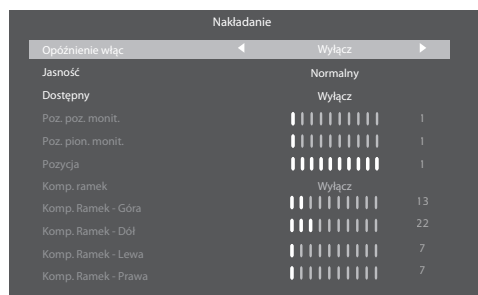 Nakładanie
Opóźnienie włąc Wyłącz
Jasność Normalny
Dostępny Wyłącz
Poz. poz. monit. 1
Poz. pion. monit. 1
Pozycja 1
Komp. ramek Wyłącz
Komp. Ramek - Góra 13
Komp. Ramek - Dół 22
Komp. Ramek - Lewa 7
Komp. Ramek - Prawa 7